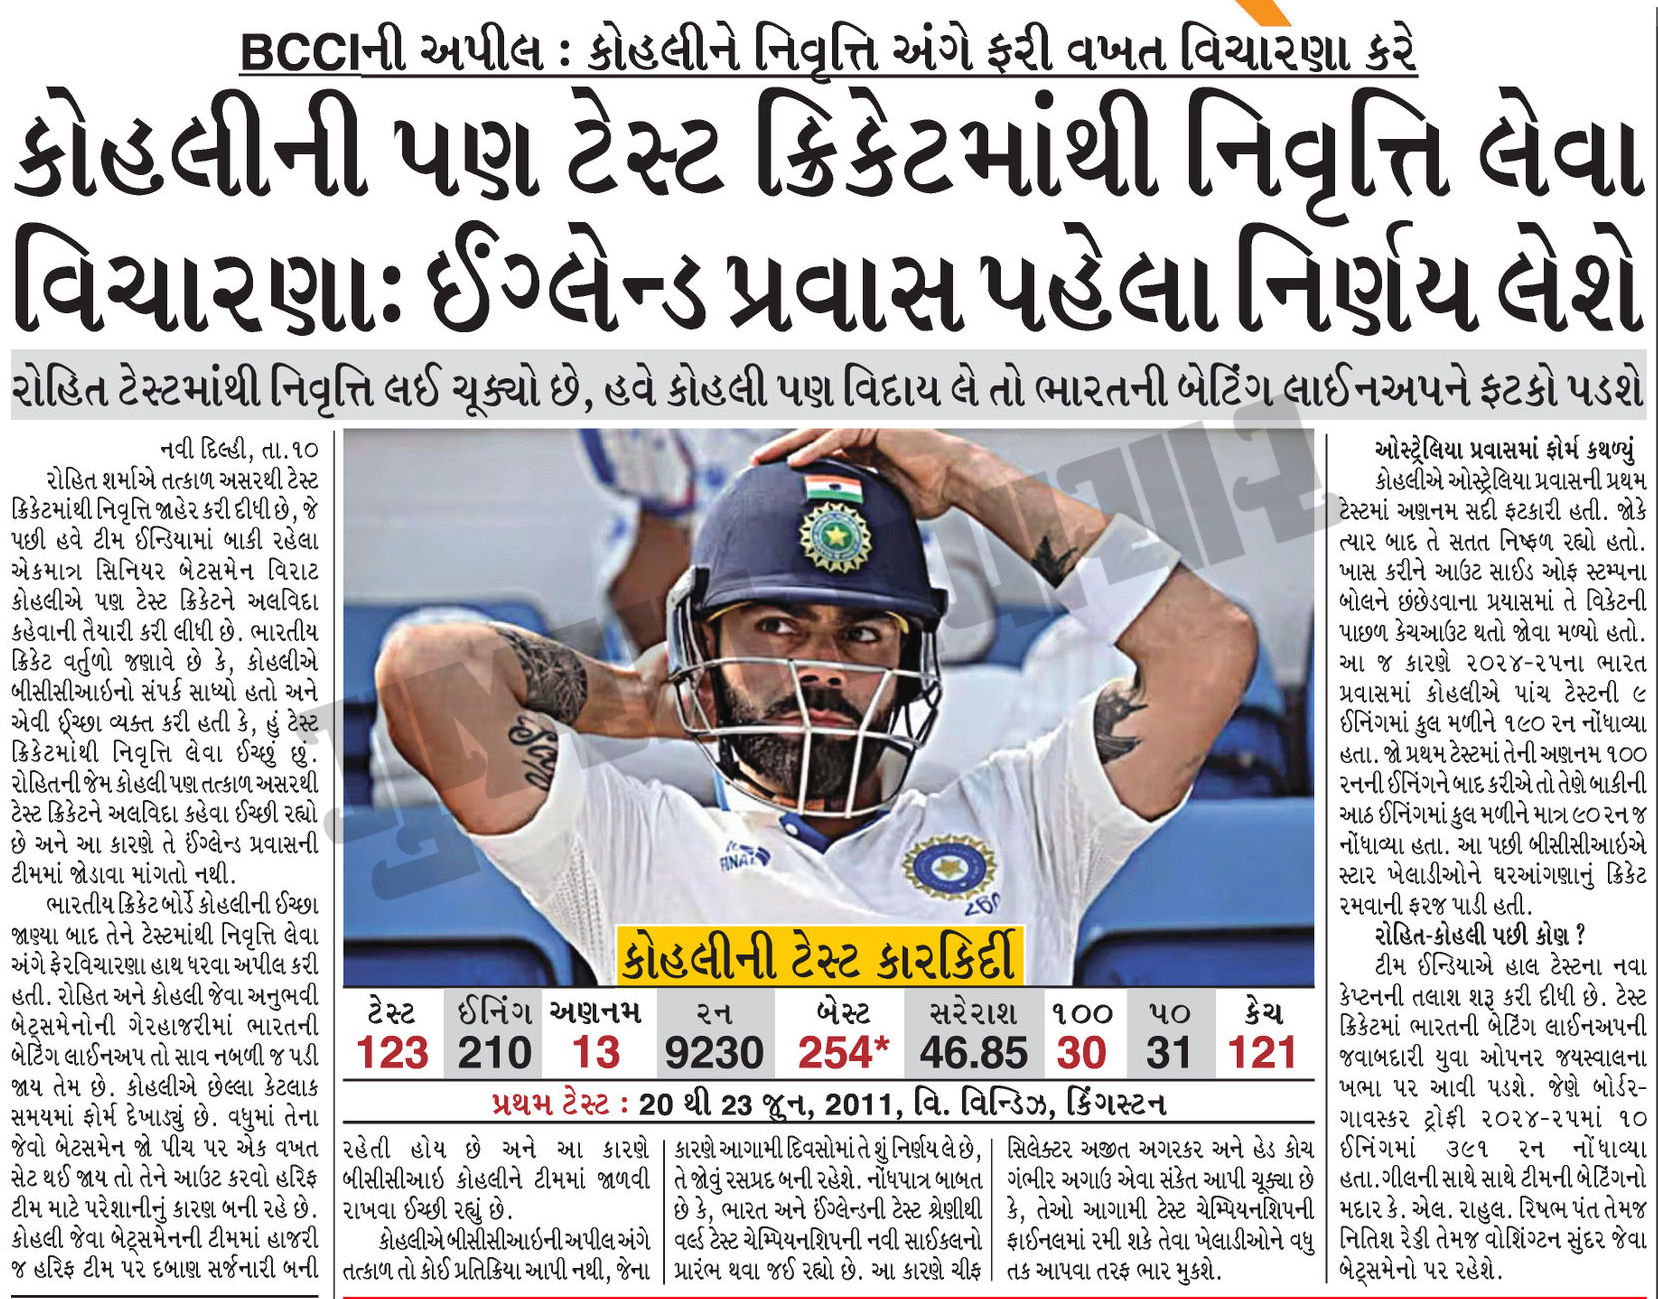 BCCIની અપીલ : કોહલીને નિવૃત્તિ અંગે ફરી વખત વિચારણા કરે
કોહલીની પણ ટેસ્ટ ક્રિકેટમાંથી નિવૃત્તિ લેવા
વિચારણાઃ ઈંગ્લેન્ડ પ્રવાસ પહેલા નિર્ણય લેશે
રોહિત ટેસ્ટમાંથી નિવૃત્તિ લઈ ચૂક્યો છે, હવે કોહલી પણ વિદાય લે તો ભારતની બેટિંગ લાઈનઅપને ફટકો પડશે
નવી દિલ્હી, તા.૧૦
રોહિત શર્માએ તત્કાળ અસરથી ટેસ્ટ
ક્રિકેટમાંથી નિવૃત્તિ જાહેર કરી દીધી છે, જે
પછી હવે ટીમ ઈન્ડિયામાં બાકી રહેલા
એકમાત્ર સિનિયર બેટસમેન વિરાટ
કોહલીએ પણ ટેસ્ટ ક્રિકેટને અલવિદા
કહેવાની તૈયારી કરી લીધી છે. ભારતીય
ક્રિકેટ વર્તુળો જણાવે છે કે, કોહલીએ
બીસીસીઆઇનો સંપર્ક સાધ્યો હતો અને
એવી ઈચ્છા વ્યક્ત કરી હતી કે, હું ટેસ્ટ
ક્રિકેટમાંથી નિવૃત્તિ લેવા ઈચ્છું છું.
રોહિતની જેમ કોહલી પણ તત્કાળ અસરથી
ટેસ્ટ ક્રિકેટને અલવિદા કહેવા ઈચ્છી રહ્યો
છે અને આ કારણે તે ઈંગ્લેન્ડ પ્રવાસની
ટીમમાં જોડાવા માંગતો નથી.
ભારતીય ક્રિકેટ બોર્ડે કોહલીની ઈચ્છા
જાણ્યા બાદ તેને ટેસ્ટમાંથી નિવૃત્તિ લેવા
અંગે ફેરવિચારણા હાથ ધરવા અપીલ કરી
હતી. રોહિત અને કોહલી જેવા અનુભવી
બેટ્સમેનોની ગેરહાજરીમાં ભારતની
બેટિંગ લાઈનઅપ તો સાવ નબળી જ પડી
જાય તેમ છે. કોહલીએ છેલ્લા કેટલાક
સમયમાં ફોર્મ દેખાડ્યું છે. વધુમાં તેના
જેવો બેટસમેન જો પીચ પર એક વખત
સેટ થઈ જાય તો તેને આઉટ કરવો હરિફ
ટીમ માટે પરેશાનીનું કારણ બની રહે છે.
કોહલી જેવા બેટ્સમેનની ટીમમાં હાજરી
જ હરિફ ટીમ પર દબાણ સર્જનારી બની
કોહલીની ટેસ્ટ કારકિર્દી
ટેસ્ટ ઈનિંગ અણનમ રન બેસ્ટ સરેરાશ ૧૦૦ ૫૦ કેચ
123 210 13 9230 254* 46.85 30 31 121
પ્રથમ ટેસ્ટ : 20 થી 23 જુન, 2011, વિ. વિન્ડિઝ, કિંગસ્ટન
રહેતી હોય છે અને આ કારણે
બીસીસીઆઇ કોહલીને ટીમમાં જાળવી
રાખવા ઈચ્છી રહ્યું છે.
કોહલીએ બીસીસીઆઇની અપીલ અંગે
તત્કાળ તો કોઈ પ્રતિક્રિયા આપી નથી, જેના
કારણે આગામી દિવસોમાં તે શું નિર્ણય લે છે,
તે જોવું રસપ્રદ બની રહેશે. નોંધપાત્ર બાબત
છે કે, ભારત અને ઈંગ્લેન્ડની ટેસ્ટ શ્રેણીથી
વર્લ્ડ ટેસ્ટ ચેમ્પિયનશિપની નવી સાઈકલનો
પ્રારંભ થવા જઈ રહ્યો છે. આ કારણે ચીફ
સિલેક્ટર અજીત અગરકર અને હેડ કોચ
ગંભીર અગાઉ એવા સંકેત આપી ચૂક્યા છે
કે, તેઓ આગામી ટેસ્ટ ચેમ્પિયનશિપની
ફાઈનલમાં રમી શકે તેવા ખેલાડીઓને વધુ
તક આપવા તરફ ભાર મુકશે.
ઓસ્ટ્રેલિયા પ્રવાસમાં ફોર્મ કથળ્યું
કોહલીએ ઓસ્ટ્રેલિયા પ્રવાસની પ્રથમ
ટેસ્ટમાં અણનમ સદી ફટકારી હતી. જોકે
ત્યાર બાદ તે સતત નિષ્ફળ રહ્યો હતો.
ખાસ કરીને આઉટ સાઈડ ઓફ સ્ટમ્પના
બોલને છંછેડવાના પ્રયાસમાં તે વિકેટની
પાછળ કેચઆઉટ થતો જોવા મળ્યો હતો.
આ જ કારણે ૨૦૨૪-૨૫ના ભારત
પ્રવાસમાં કોહલીએ પાંચ ટેસ્ટની ૯
ઈનિંગમાં કુલ મળીને ૧૯૦ રન નોંધાવ્યા
હતા. જો પ્રથમ ટેસ્ટમાં તેની અણનમ ૧૦૦
રનની ઈનિંગને બાદ કરીએ તો તેણે બાકીની
આઠ ઈનિંગમાં કુલ મળીને માત્ર ૯૦ રન જ
નોંધાવ્યા હતા. આ પછી બીસીસીઆઇએ
સ્ટાર ખેલાડીઓને ઘરઆંગણાનું ક્રિકેટ
રમવાની ફરજ પાડી હતી.
રોહિત-કોહલી પછી કોણ ?
ટીમ ઈન્ડિયાએ હાલ ટેસ્ટના નવા
કેપ્ટનની તલાશ શરૂ કરી દીધી છે. ટેસ્ટ
ક્રિકેટમાં ભારતની બેટિંગ લાઈનઅપની
જવાબદારી યુવા ઓપનર જયસ્વાલના
ખભા પર આવી પડશે. જેણે બોર્ડર-
ગાવસ્કર ટ્રોફી ૨૦૨૪-૨૫માં ૧૦
ઈનિંગમાં ૩૯૧ રન નોંધાવ્યા
હતા. ગીલની સાથે સાથે ટીમની બેટિંગનો
મદાર કે. એલ. રાહુલ. રિષભ પંત તેમજ
નિતિશ રેડ્ડી તેમજ વોશિંગ્ટન સુંદર જેવા
બેટ્સમેનો પર રહેશે.